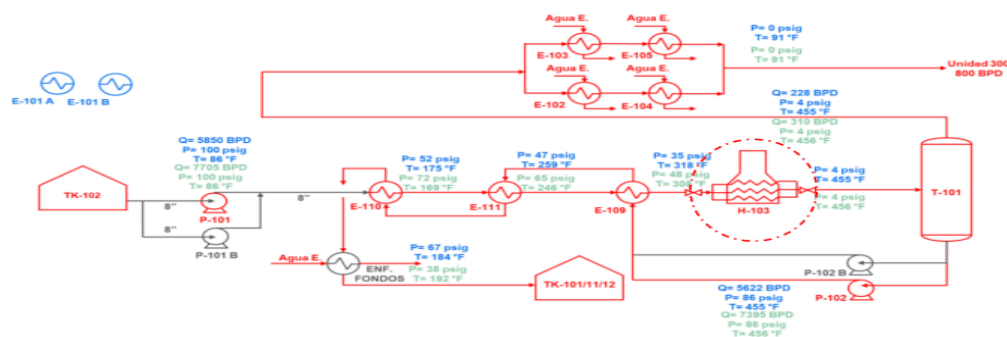 Agua E.
Agua E.
E-103
E-105
Agua E.
Agua E.
E-102
E-104
P= 0 psig
T= 91 °F
P= 0 psig
T= 91 °F
Unidad 300
800 BPD
E-101 A
E-101 B
Q= 228 BPD
P= 4 psig
T= 455 °F
Q= 310 BPD
P= 4 psig
T= 456 °F
Q= 5850 BPD
P= 100 psig
T= 86 °F
Q= 7705 BPD
P= 100 psig
T= 86 °F
P= 52 psig
T= 175 °F
P= 72 psig
T= 169 °F
P= 47 psig
T= 259 °F
P= 65 psig
T= 246 °F
P= 35 psig
T= 318 °F
P= 48 psig
T= 308 °F
P= 4 psig
T= 455 °F
P= 4 psig
T= 456 °F
TK-102
8"
P-101
8"
P-101 B
8"
E-110
E-111
E-109
H-103
T-101
Agua E.
ENF.
FONDOS
P= 67 psig
T= 184 °F
P= 38 psig
T= 192 °F
TK-101/11/12
P-102 B
P-102
Q= 5622 BPD
P= 86 psig
T= 455 °F
Q= 7395 BPD
P= 86 psig
T= 456 °F